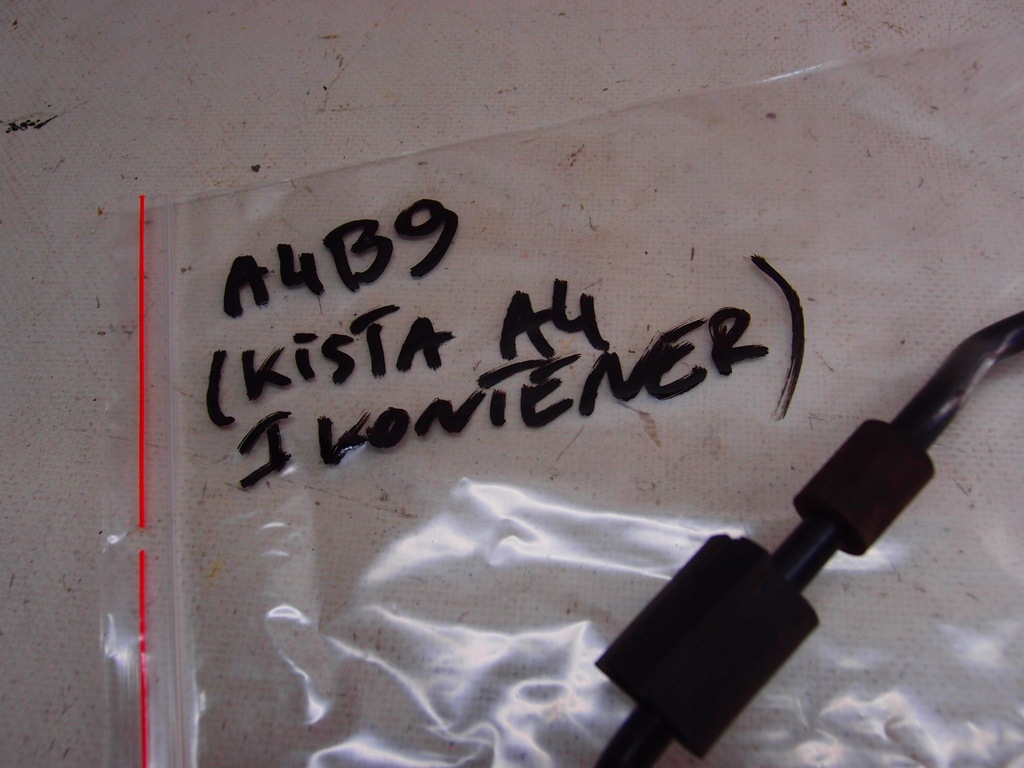 A4B9
(KiSTA A4
I KONTENER)